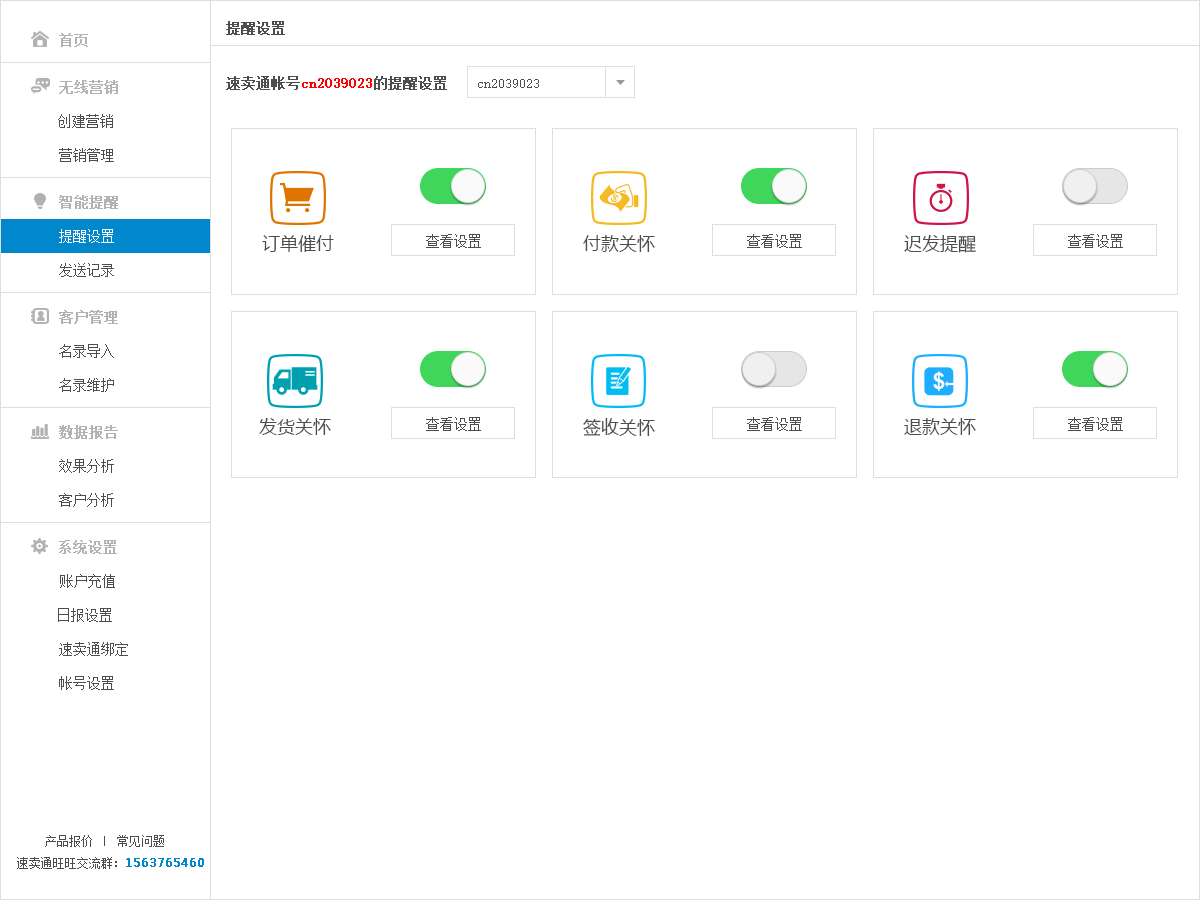 首页
无线营销
创建营销
营销管理
智能提醒
提醒设置
发送记录
客户管理
名录导入
名录维护
数据报告
效果分析
客户分析
系统设置
账户充值
日报设置
速卖通绑定
帐号设置
产品报价 | 常见问题
速卖通旺旺交流群：1563765460
提醒设置
速卖通帐号cn2039023的提醒设置 cn2039023
订单催付
查看设置
付款关怀
查看设置
迟发提醒
查看设置
发货关怀
查看设置
签收关怀
查看设置
退款关怀
查看设置